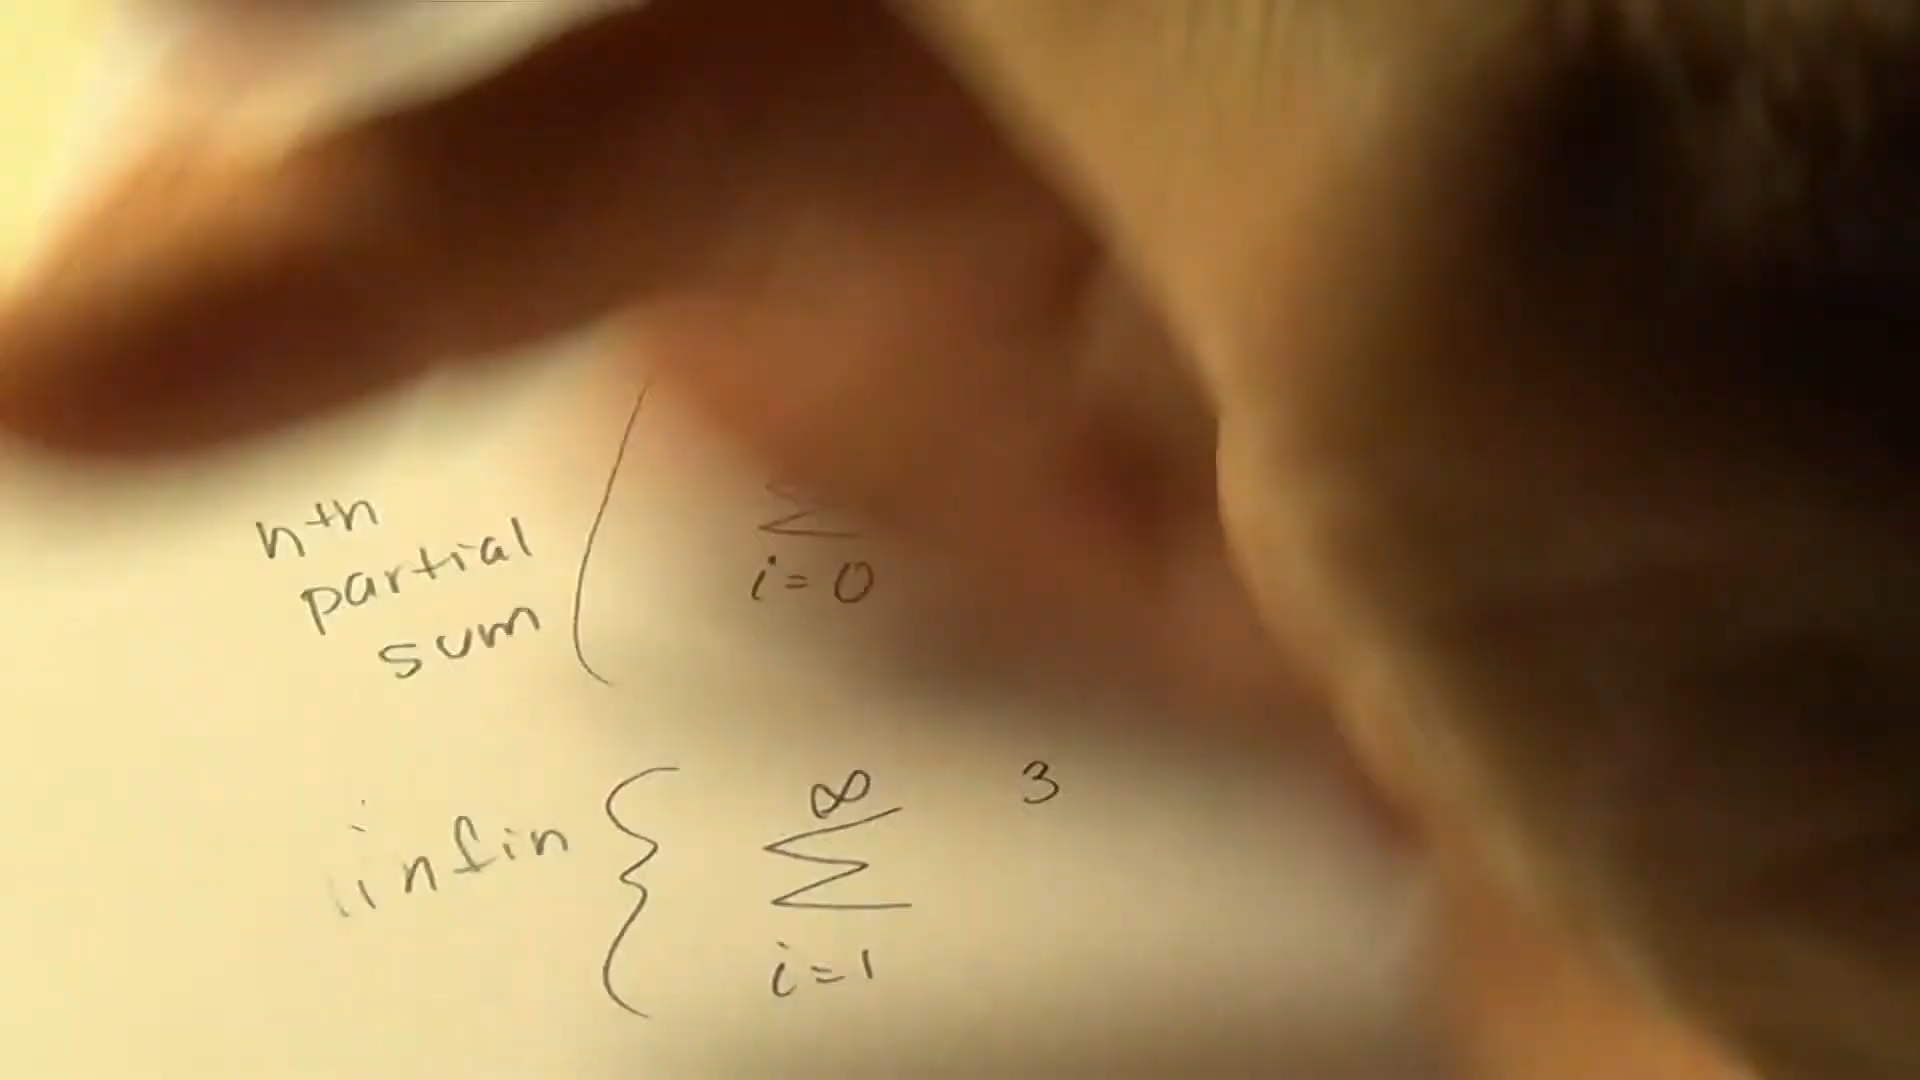 nth
partial
sum
Σ
i = 0
infin
∞ 3
Σ
i = 1